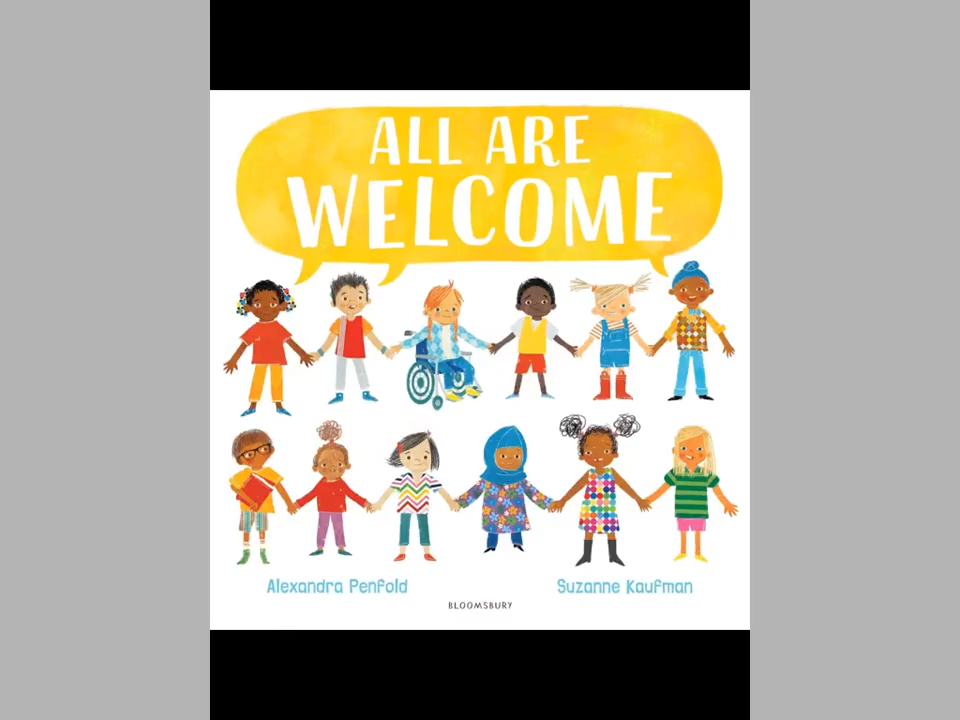 ALL ARE
WELCOME
Alexandra Penfold
Suzanne Kaufman
BLOOMSBURY